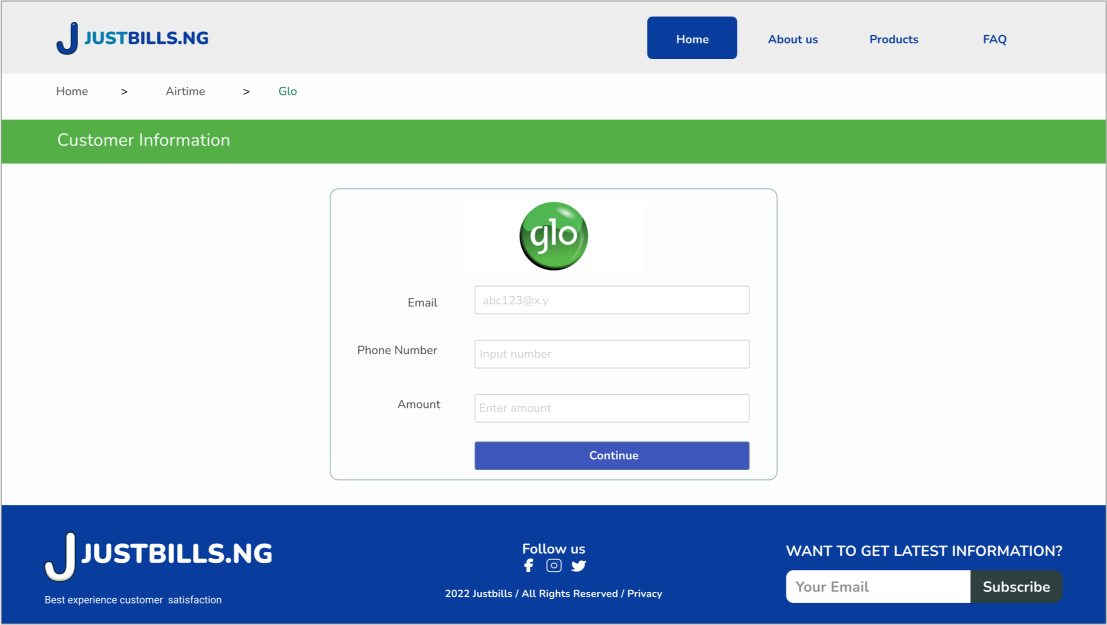 JUSTBILLS.NG
Home About us Products FAQ
Home > Airtime > Glo
Customer Information
glo
Email abc123@x.y
Phone Number Input number
Amount Enter amount
Continue
JUSTBILLS.NG
Best experience customer satisfaction
Follow us
2022 Justbills / All Rights Reserved / Privacy
WANT TO GET LATEST INFORMATION?
Your Email Subscribe